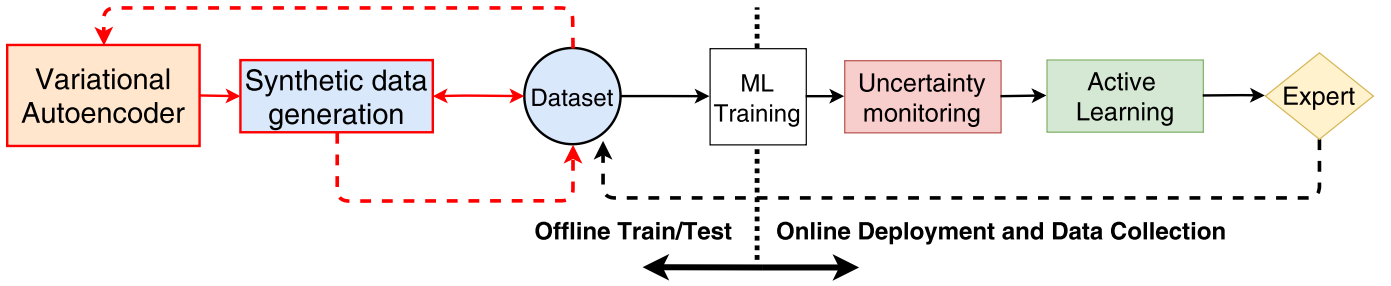 Variational
Autoencoder
Synthetic data
generation
Dataset
ML
Training
Uncertainty
monitoring
Active
Learning
Expert
Offline Train/Test
Online Deployment and Data Collection